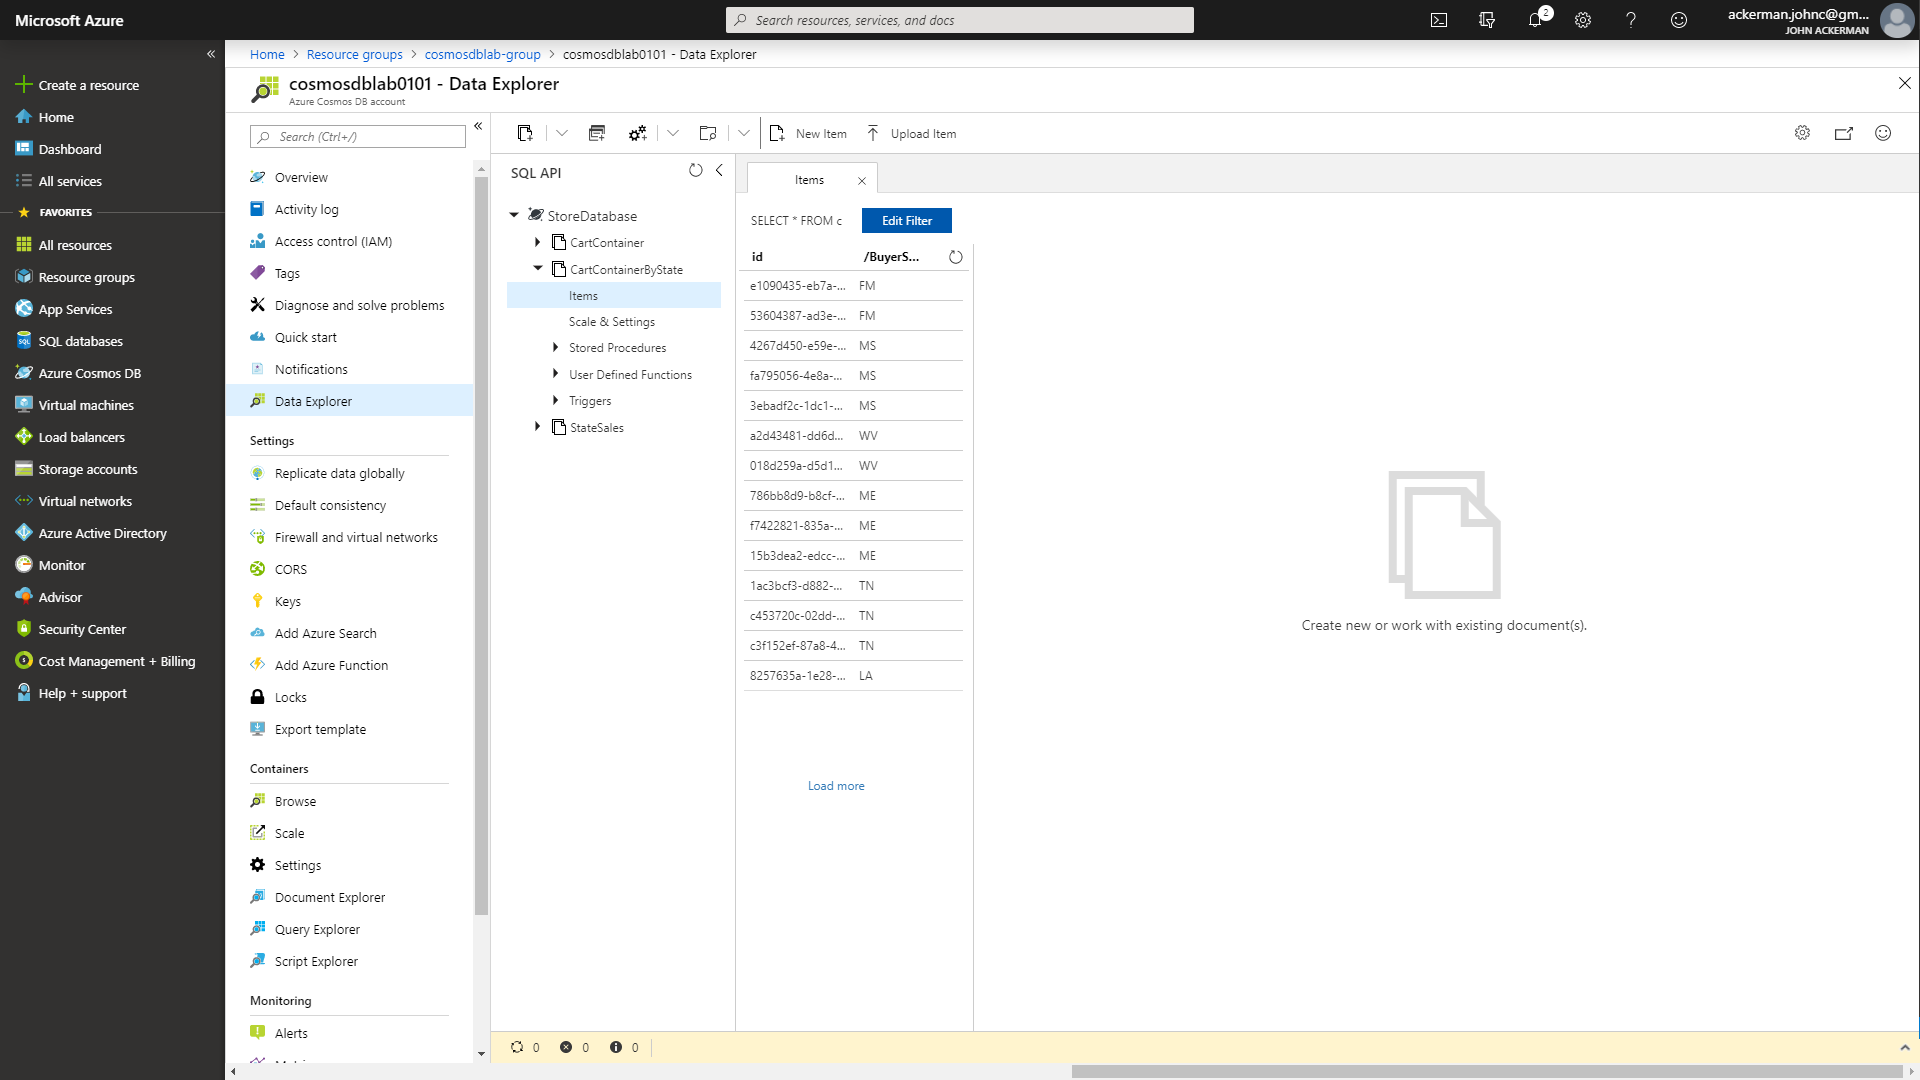 Microsoft Azure
Search resources, services, and docs
2
ackerman.johnc@gm...
JOHN ACKERMAN
Create a resource
Home
Dashboard
All services
FAVORITES
All resources
Resource groups
App Services
SQL databases
Azure Cosmos DB
Virtual machines
Load balancers
Storage accounts
Virtual networks
Azure Active Directory
Monitor
Advisor
Security Center
Cost Management + Billing
Help + support
Home > Resource groups > cosmosdblab-group > cosmosdblab0101 - Data Explorer
cosmosdblab0101 - Data Explorer
Azure Cosmos DB account
Search (Ctrl+/)
Overview
Activity log
Access control (IAM)
Tags
Diagnose and solve problems
Quick start
Notifications
Data Explorer
Settings
Replicate data globally
Default consistency
Firewall and virtual networks
CORS
Keys
Add Azure Search
Add Azure Function
Locks
Export template
Containers
Browse
Scale
Settings
Document Explorer
Query Explorer
Script Explorer
Monitoring
Alerts
New Item
Upload Item
SQL API
StoreDatabase
CartContainer
CartContainerByState
Items
Scale & Settings
Stored Procedures
User Defined Functions
Triggers
StateSales
Items
SELECT * FROM c
Edit Filter
id /BuyerS...
e1090435-eb7a-... FM
53604387-ad3e-... FM
4267d450-e59e-... MS
fa795056-4e8a-... MS
3ebadf2c-1dc1-... MS
a2d43481-dd6d... WV
018d259a-d5d1... WV
786bb8d9-b8cf-... ME
f7422821-835a-... ME
15b3dea2-edcc-... ME
1ac3bcf3-d882-... TN
c453720c-02dd-... TN
c3f152ef-87a8-4... TN
8257635a-1e28-... LA
Load more
Create new or work with existing document(s).
0 0 0